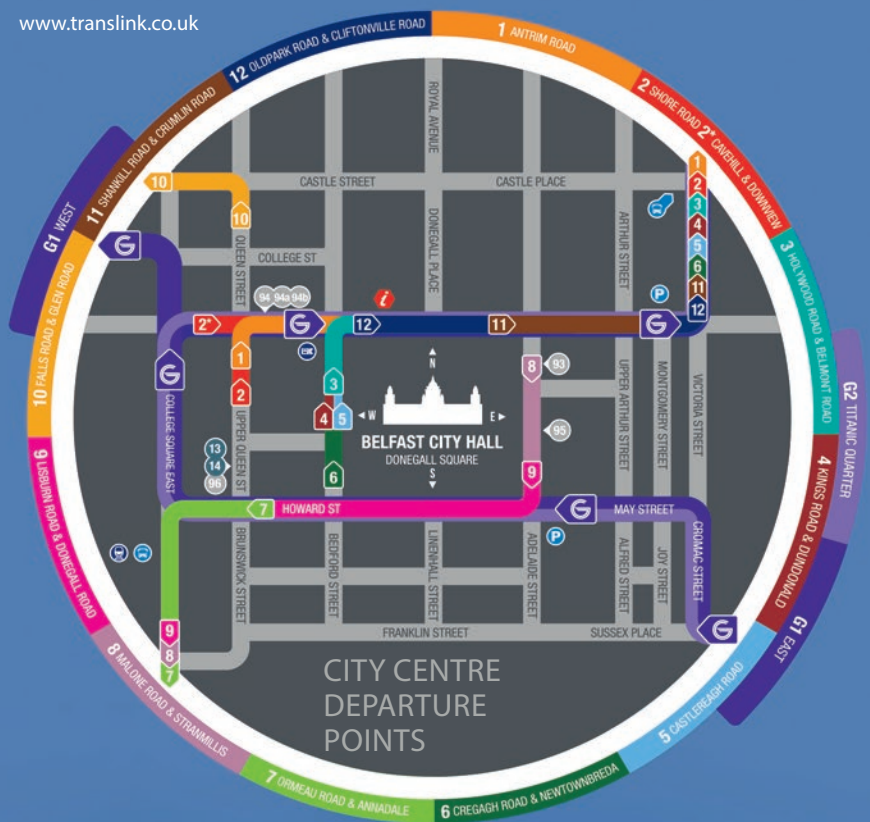 www.translink.co.uk
12 OLDPARK ROAD & CLIFTONVILLE ROAD
1 ANTRIM ROAD
2 SHORE ROAD 2* CAVEHILL & DOWNVIEW
3 HOLYWOOD ROAD & BELMONT ROAD
G2 TITANIC QUARTER
4 KINGS ROAD & DUNDONALD
G1 EAST
5 CASTLEREAGH ROAD
6 CREGAGH ROAD & NEWTOWNBREDA
7 ORMEAU ROAD & ANNADALE
8 MALONE ROAD & STRANMILLIS
9 LISBURN ROAD & DONEGALL ROAD
10 FALLS ROAD & GLEN ROAD
G1 WEST
11 SHANKILL ROAD & CRUMLIN ROAD
ROYAL AVENUE
10
CASTLE STREET
CASTLE PLACE
1
2
3
4
5
6
11
12
10
QUEEN STREET
DONEGALL PLACE
ARTHUR STREET
G
COLLEGE ST
94
94a
94b
i
P
2*
G
12
11
G
1
2
3
4
5
6
G
8
93
95
9
N
W
E
S
BELFAST CITY HALL
DONEGALL SQUARE
COLLEGE SQUARE EAST
UPPER QUEEN ST
UPPER ARTHUR STREET
MONTGOMERY STREET
VICTORIA STREET
13
14
96
7
HOWARD ST
G
MAY STREET
P
BRUNSWICK STREET
BEDFORD STREET
LINENHALL STREET
ADELAIDE STREET
ALFRED STREET
JOY STREET
CROMAC STREET
G
FRANKLIN STREET
SUSSEX PLACE
9
8
7
CITY CENTRE
DEPARTURE
POINTS